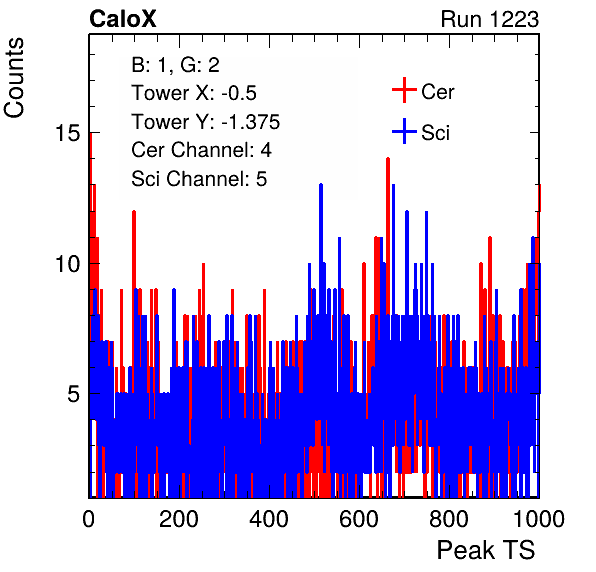 CaloX
Run 1223
Counts
B: 1, G: 2
Tower X: -0.5
Tower Y: -1.375
Cer Channel: 4
Sci Channel: 5
Cer
Sci
15
10
5
0 200 400 600 800 1000
Peak TS